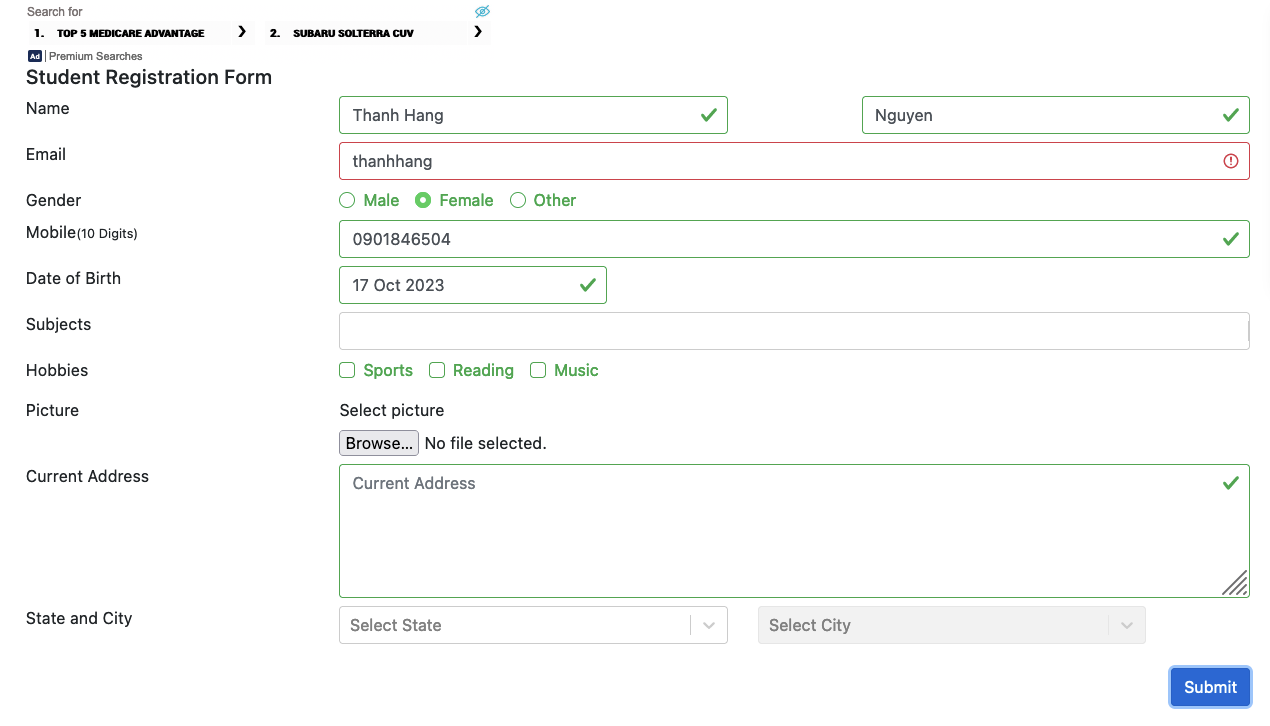 Search for
1. TOP 5 MEDICARE ADVANTAGE 2. SUBARU SOLTERRA CUV
Ad | Premium Searches
Student Registration Form
Name Thanh Hang Nguyen
Email thanhhang
Gender Male Female Other
Mobile(10 Digits) 0901846504
Date of Birth 17 Oct 2023
Subjects
Hobbies Sports Reading Music
Picture Select picture
Browse... No file selected.
Current Address Current Address
State and City Select State Select City
Submit